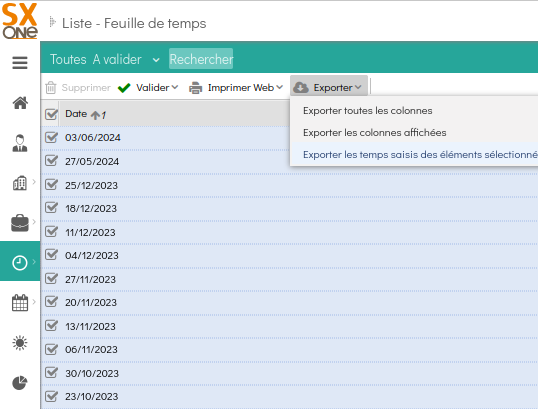 SX
one
Liste - Feuille de temps
Toutes A valider Rechercher
Supprimer Valider Imprimer Web Exporter
Exporter toutes les colonnes
Exporter les colonnes affichées
Exporter les temps saisis des éléments sélectionné
Date 1
03/06/2024
27/05/2024
25/12/2023
18/12/2023
11/12/2023
04/12/2023
27/11/2023
20/11/2023
13/11/2023
06/11/2023
30/10/2023
23/10/2023